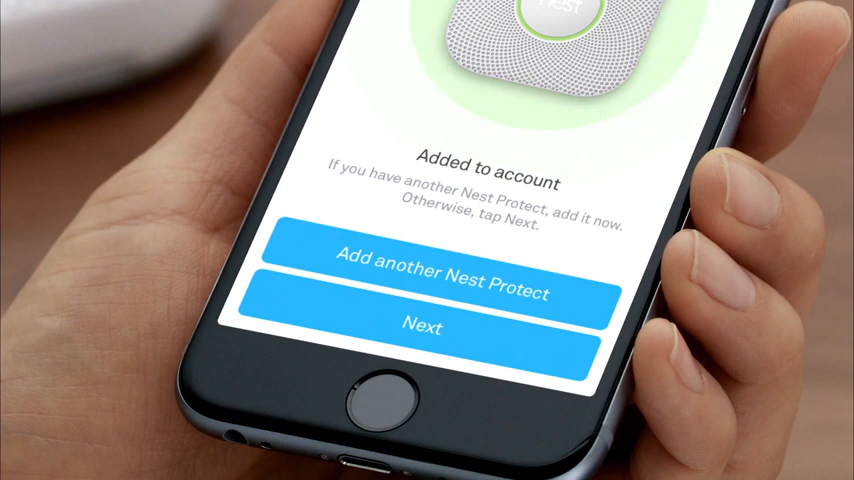 nest
Added to account
If you have another Nest Protect, add it now.
Otherwise, tap Next.
Add another Nest Protect
Next